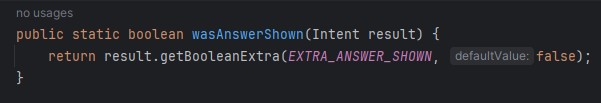 no usages
public static boolean wasAnswerShown(Intent result) {
    return result.getBooleanExtra(EXTRA_ANSWER_SHOWN, defaultValue: false);
}